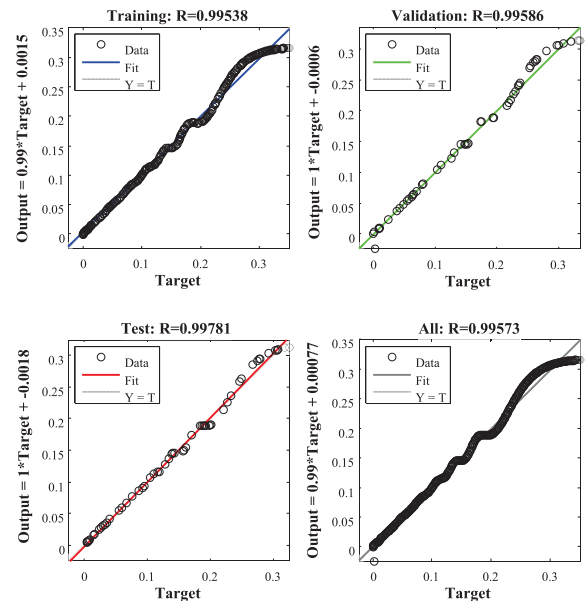 Training: R=0.99538
Output = 0.99*Target + 0.0015
0.35
0.3
0.25
0.2
0.15
0.1
0.05
0
Data
Fit
Y = T
0 0.1 0.2 0.3
Target
Validation: R=0.99586
Output = 1*Target + -0.0006
0.3
0.25
0.2
0.15
0.1
0.05
0
Data
Fit
Y = T
0 0.1 0.2 0.3
Target
Test: R=0.99781
Output = 1*Target + -0.0018
0.3
0.25
0.2
0.15
0.1
0.05
0
Data
Fit
Y = T
0 0.1 0.2 0.3
Target
All: R=0.99573
Output = 0.99*Target + 0.00077
0.35
0.3
0.25
0.2
0.15
0.1
0.05
0
Data
Fit
Y = T
0 0.1 0.2 0.3
Target